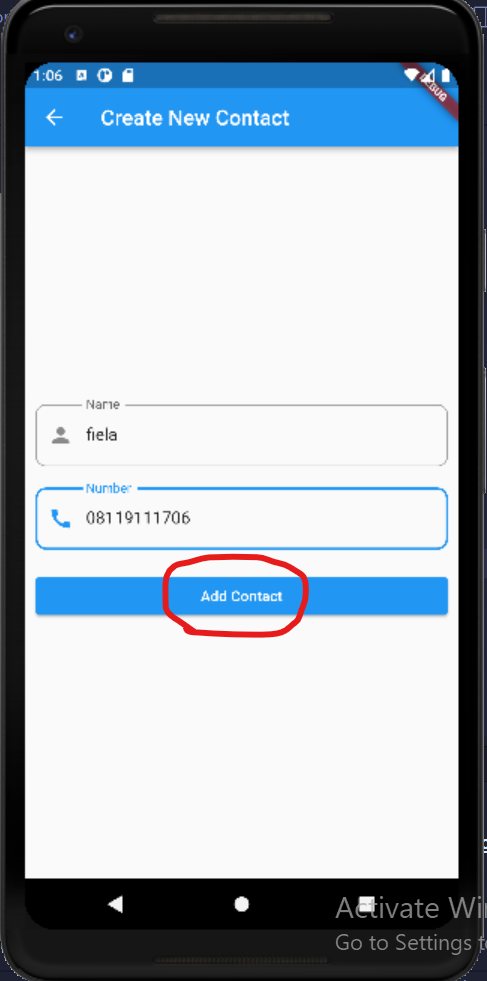 1:06
DEBUG
Create New Contact
Name
fiela
Number
08119111706
Add Contact
Activate Wi
Go to Settings t